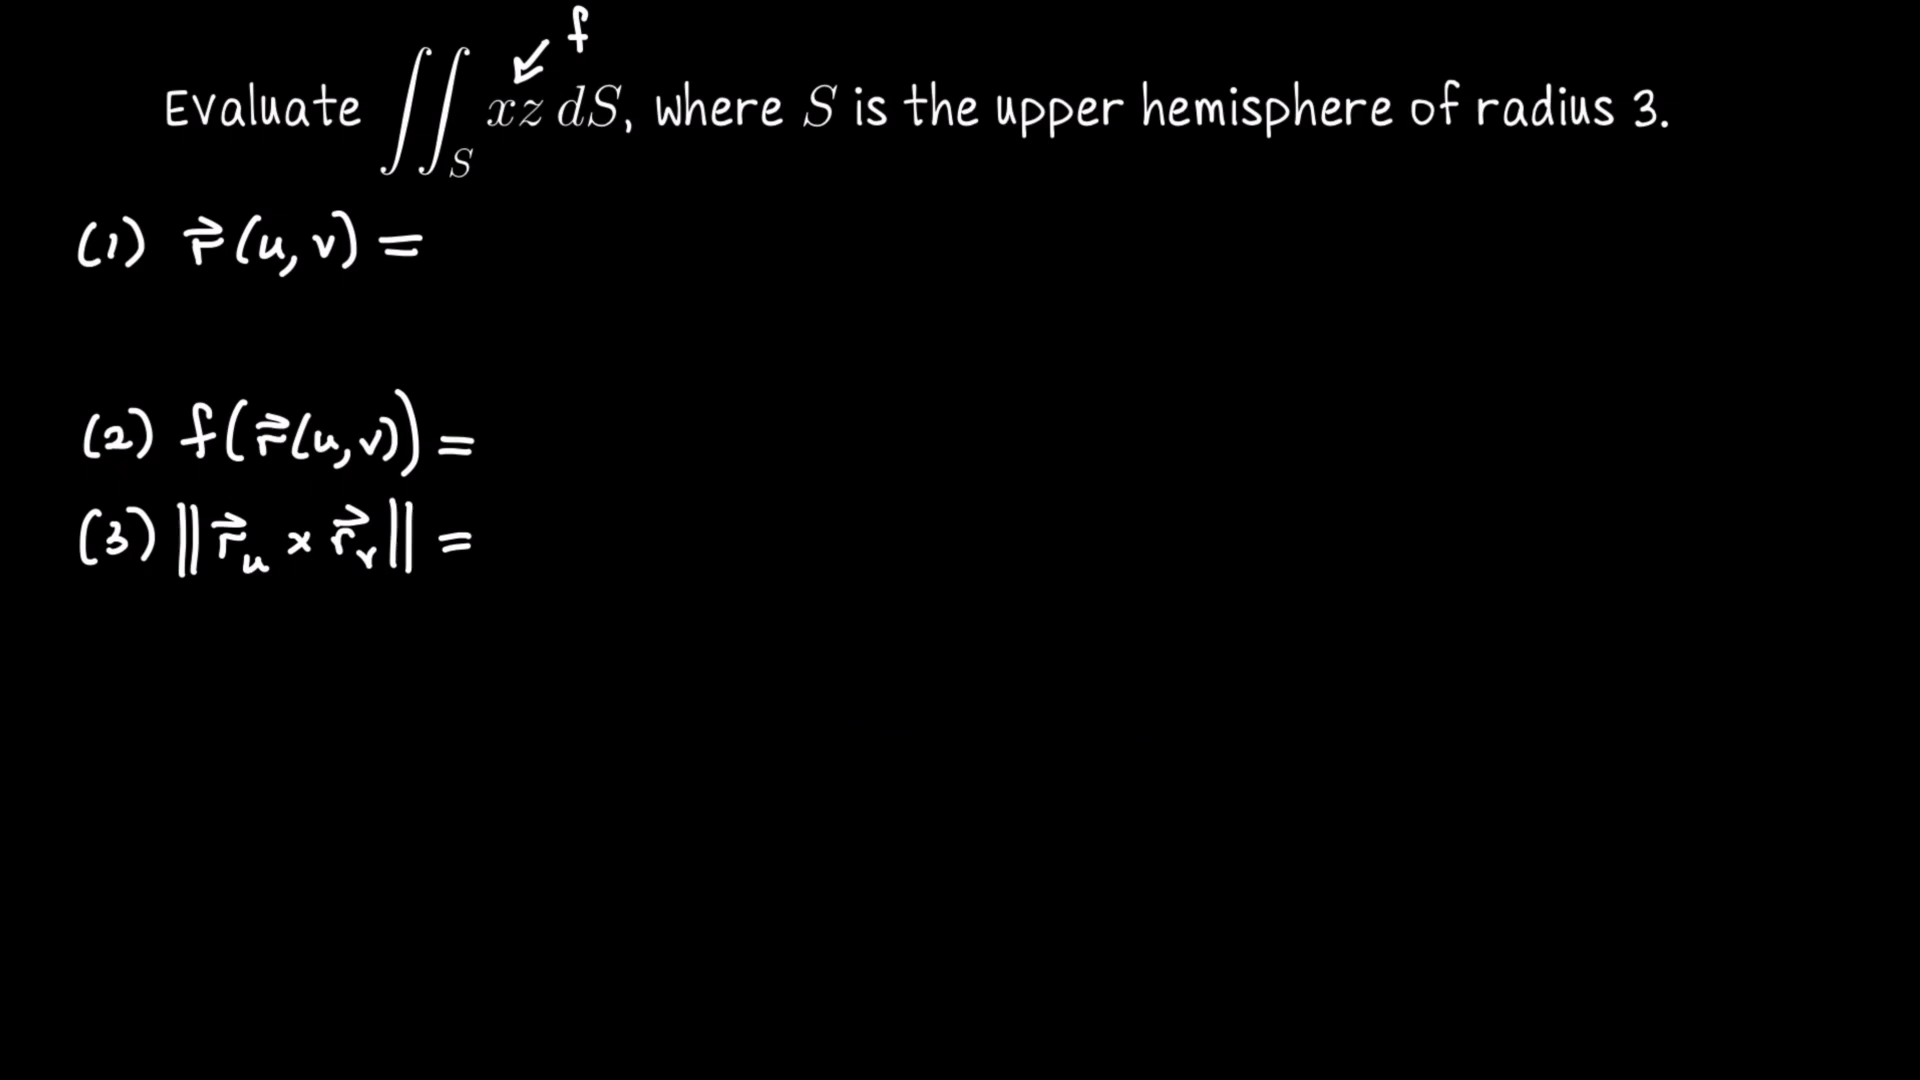 f
Evaluate ∬_S xz dS, where S is the upper hemisphere of radius 3.
(1) r⃗(u,v) =
(2) f(r⃗(u,v)) =
(3) ‖r⃗_u × r⃗_v‖ =